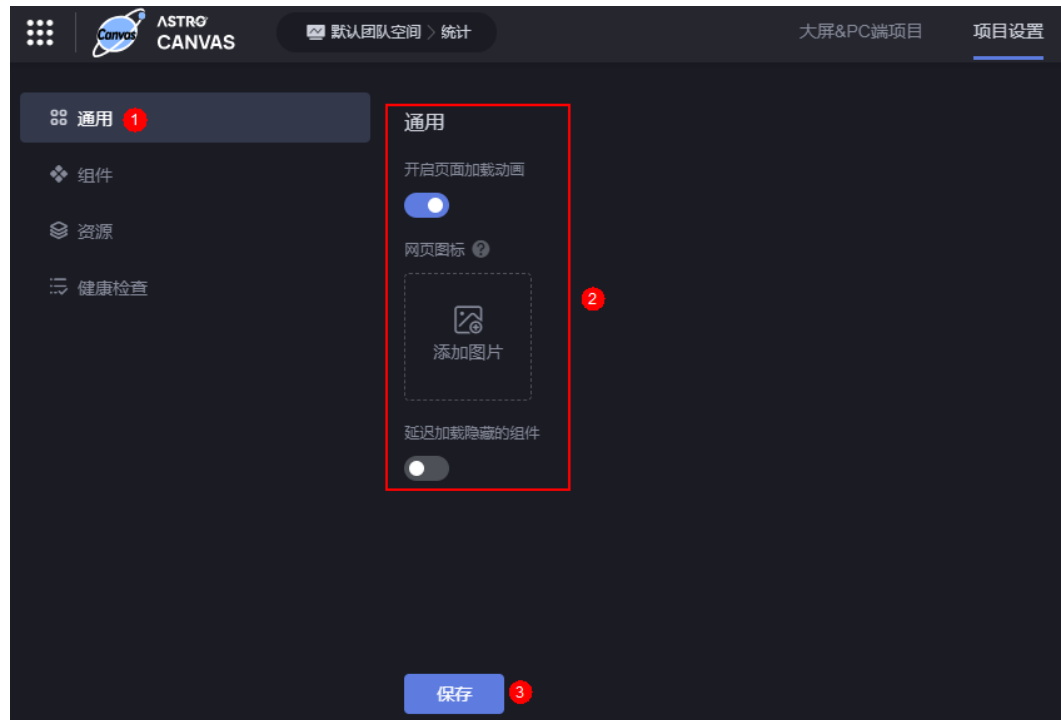 ASTRO
CANVAS
Canvas
默认团队空间 > 统计
大屏&PC端项目
项目设置
通用 1
组件
资源
健康检查
通用
开启页面加载动画
网页图标 ?
添加图片
2
延迟加载隐藏的组件
保存 3